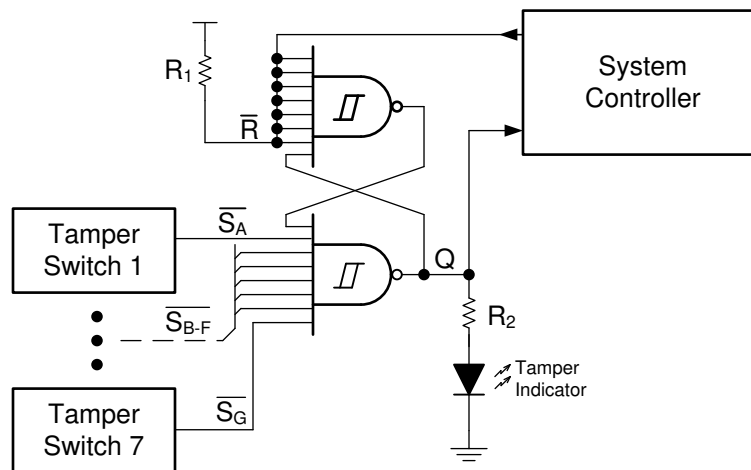 R1
R̅
System
Controller
Tamper
Switch 1
S̅A̅
S̅B̅-̅F̅
Q
R2
Tamper
Indicator
Tamper
Switch 7
S̅G̅